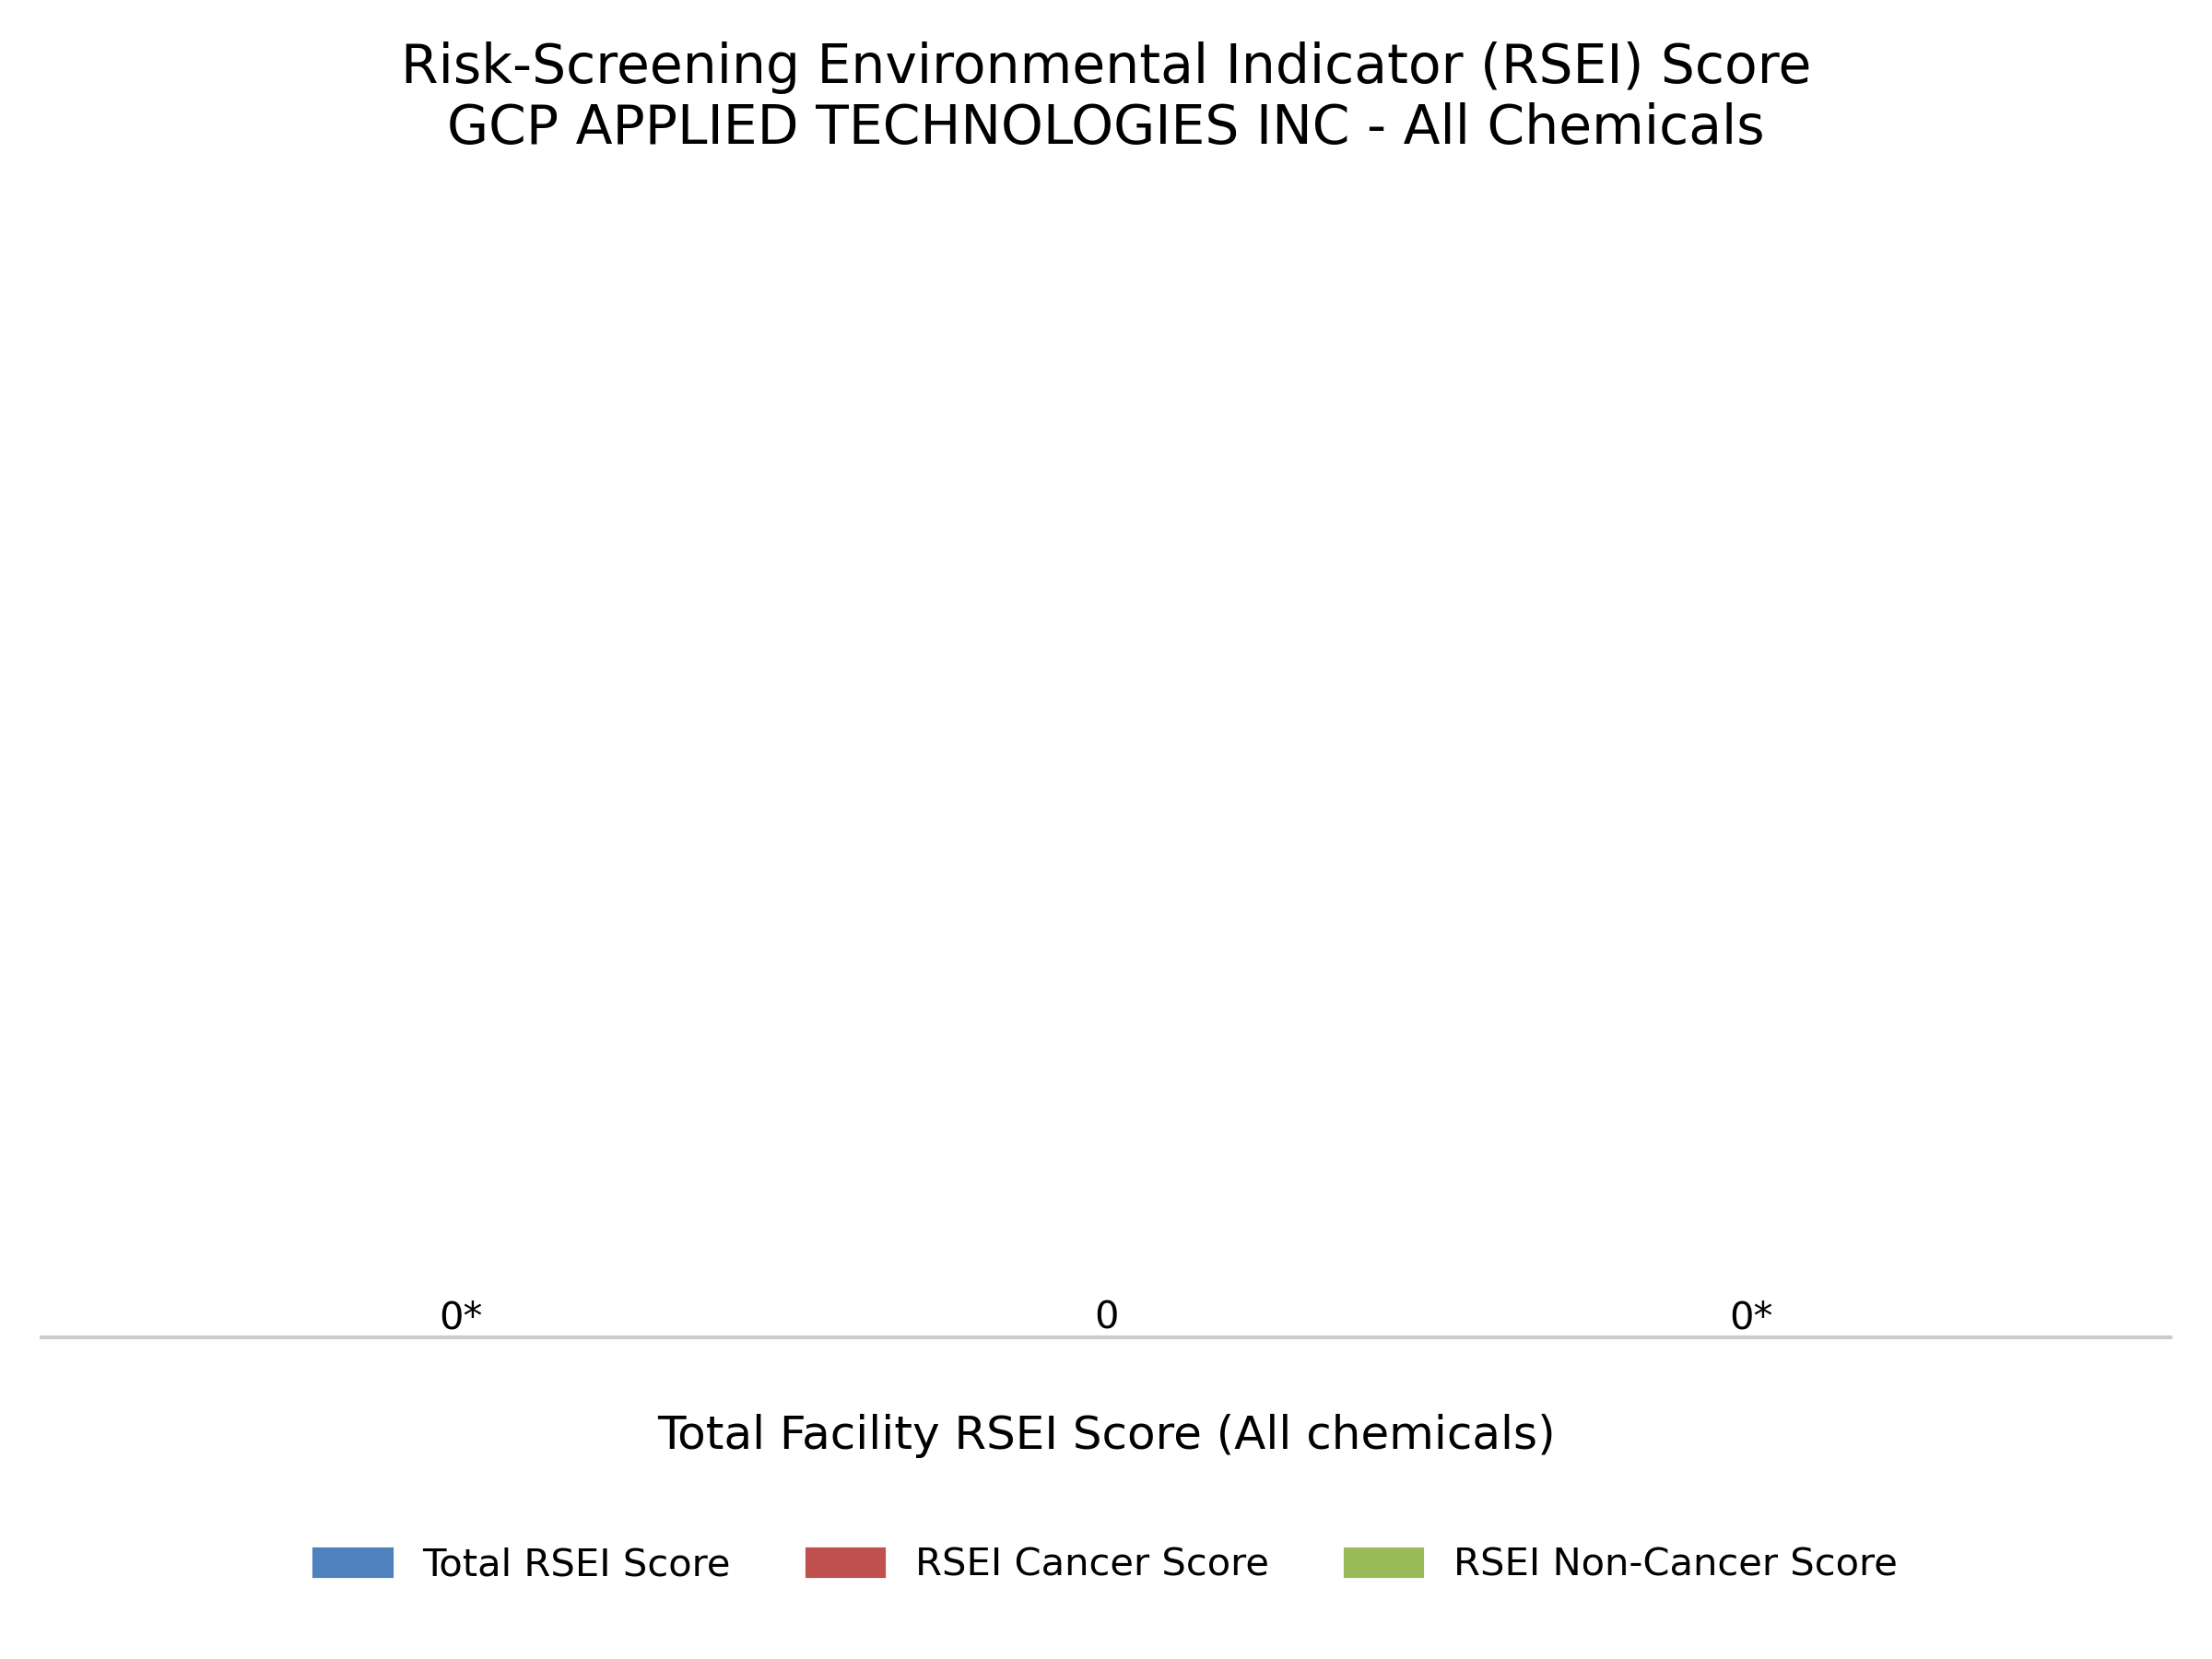 Risk-Screening Environmental Indicator (RSEI) Score
GCP APPLIED TECHNOLOGIES INC - All Chemicals
0* 0 0*
Total Facility RSEI Score (All chemicals)
Total RSEI Score RSEI Cancer Score RSEI Non-Cancer Score